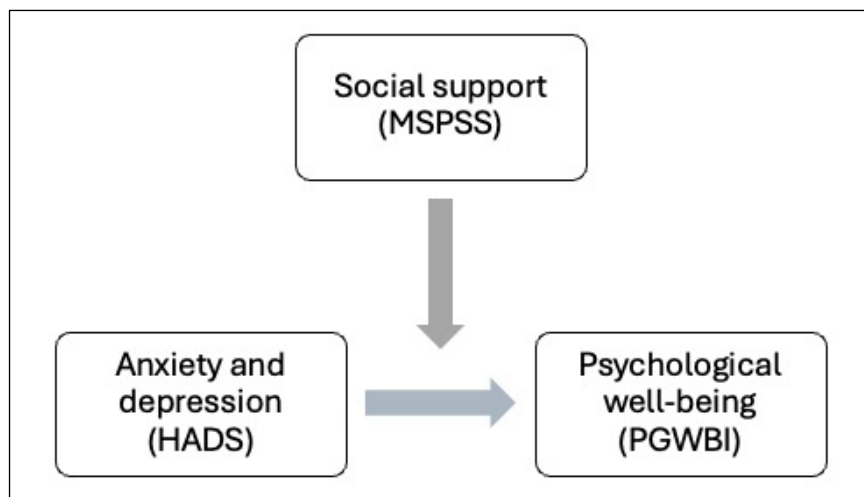 Social support
(MSPSS)
Anxiety and
depression
(HADS)
Psychological
well-being
(PGWBI)